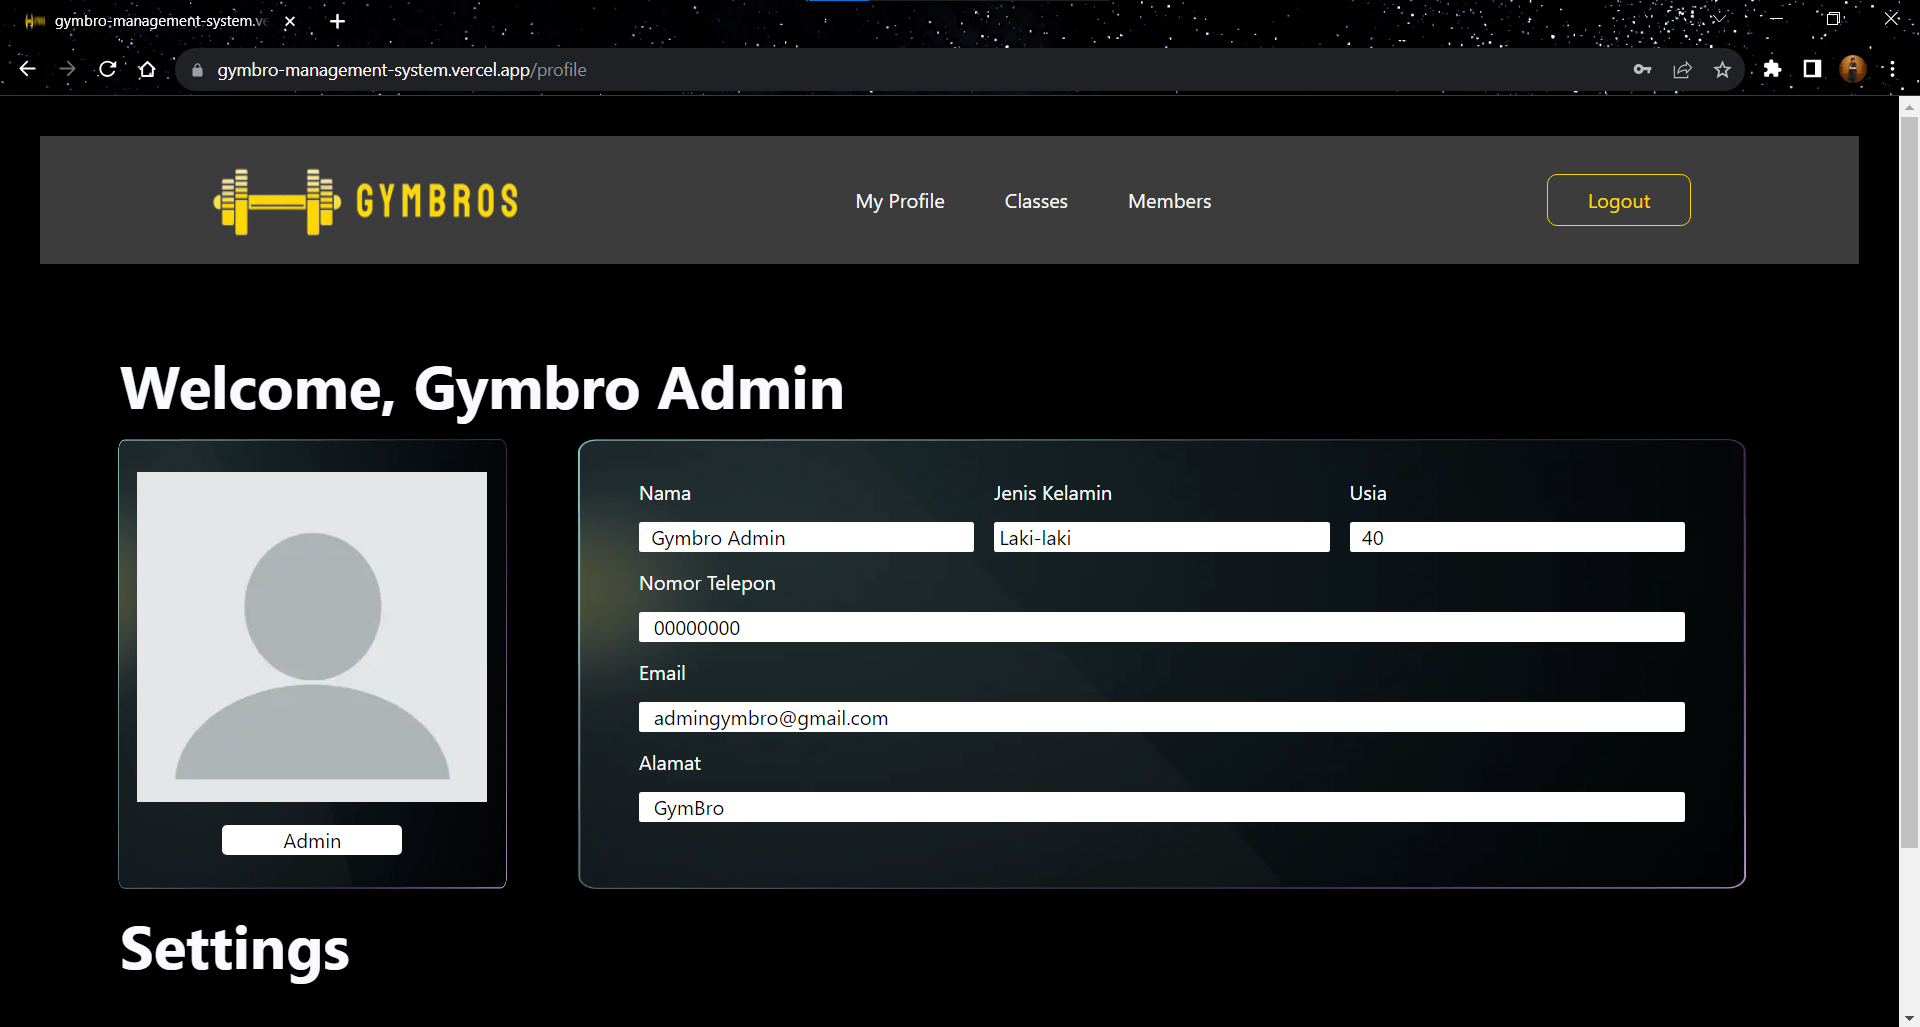 gymbro-management-system.ve
gymbro-management-system.vercel.app/profile
GYMBROS
My Profile
Classes
Members
Logout
Welcome, Gymbro Admin
Admin
Nama
Jenis Kelamin
Usia
Gymbro Admin
Laki-laki
40
Nomor Telepon
00000000
Email
admingymbro@gmail.com
Alamat
GymBro
Settings